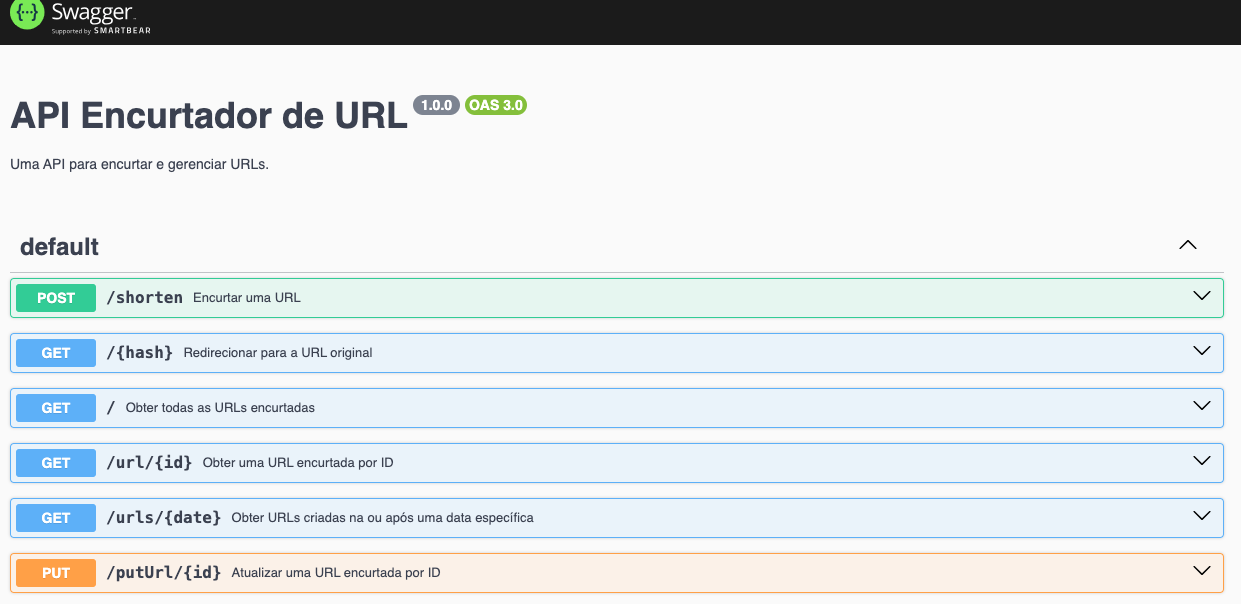 {···} Swagger
Supported by SMARTBEAR
API Encurtador de URL 1.0.0 OAS 3.0
Uma API para encurtar e gerenciar URLs.
default
POST /shorten Encurtar uma URL
GET /{hash} Redirecionar para a URL original
GET / Obter todas as URLs encurtadas
GET /url/{id} Obter uma URL encurtada por ID
GET /urls/{date} Obter URLs criadas na ou após uma data específica
PUT /putUrl/{id} Atualizar uma URL encurtada por ID